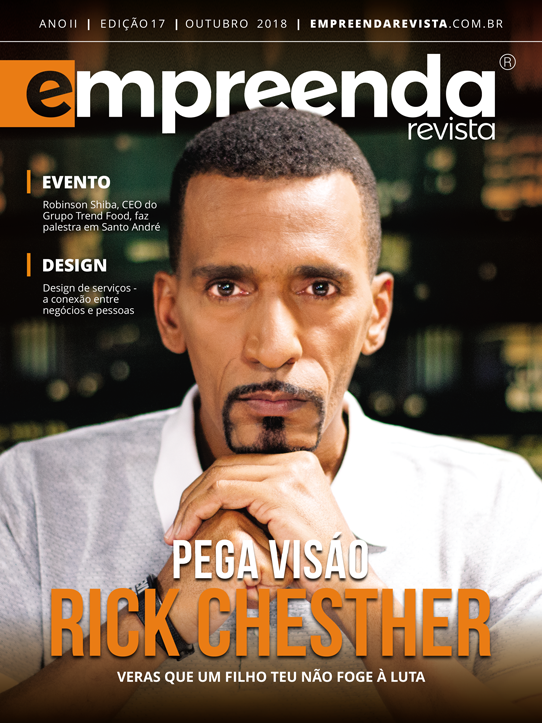 ANO II | EDIÇÃO 17 | OUTUBRO 2018 | EMPREENDAREVISTA.COM.BR
empreenda®
revista
EVENTO
Robinson Shiba, CEO do
Grupo Trend Food, faz
palestra em Santo André
DESIGN
Design de serviços -
a conexão entre
negócios e pessoas
PEGA VISÁO
RICK CHESTHER
VERAS QUE UM FILHO TEU NÃO FOGE À LUTA